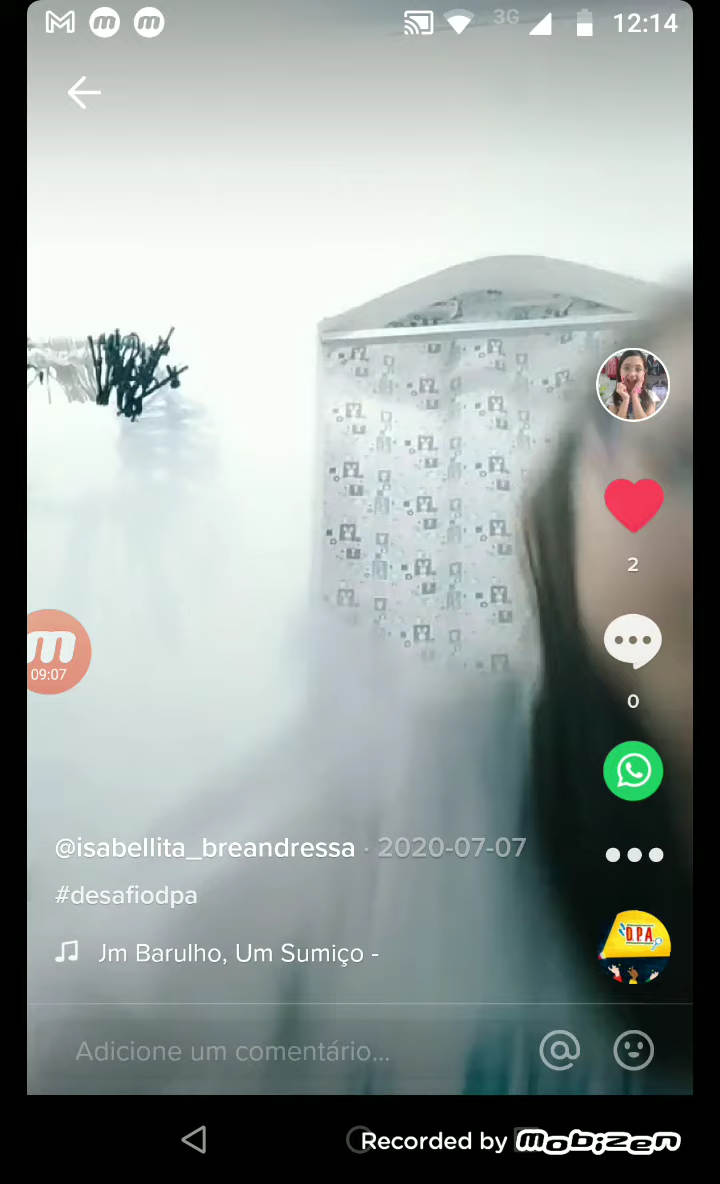 3G 12:14
09:07
2
0
@isabellita_breandressa · 2020-07-07
#desafiodpa
D.P.A.
Jm Barulho, Um Sumiço -
Adicione um comentário...
Recorded by mobizen